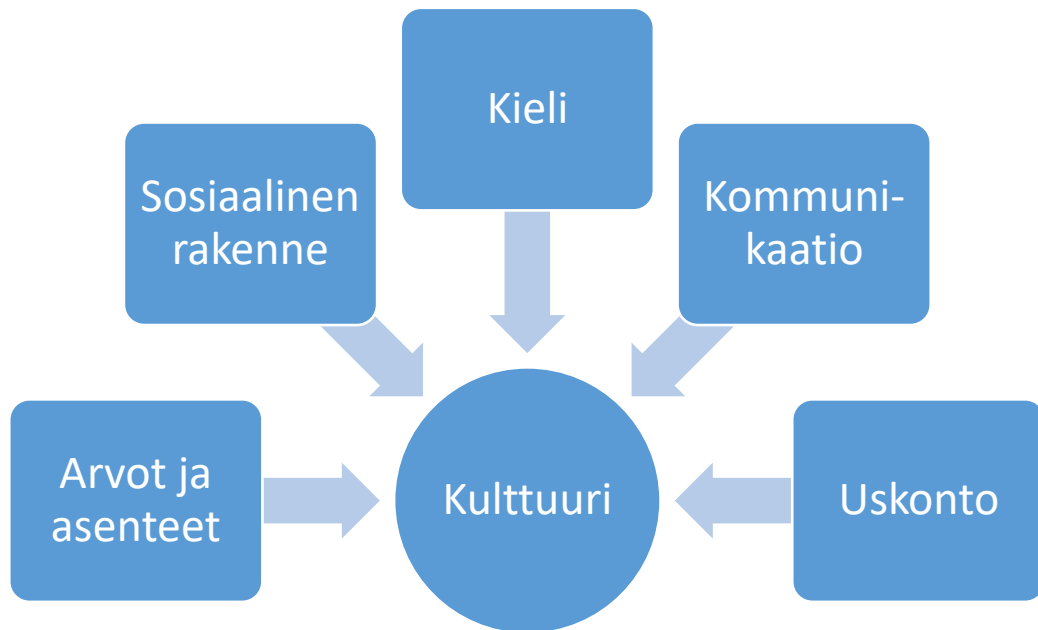 Kieli
Sosiaalinen
rakenne
Kommuni-
kaatio
Arvot ja
asenteet
Kulttuuri
Uskonto